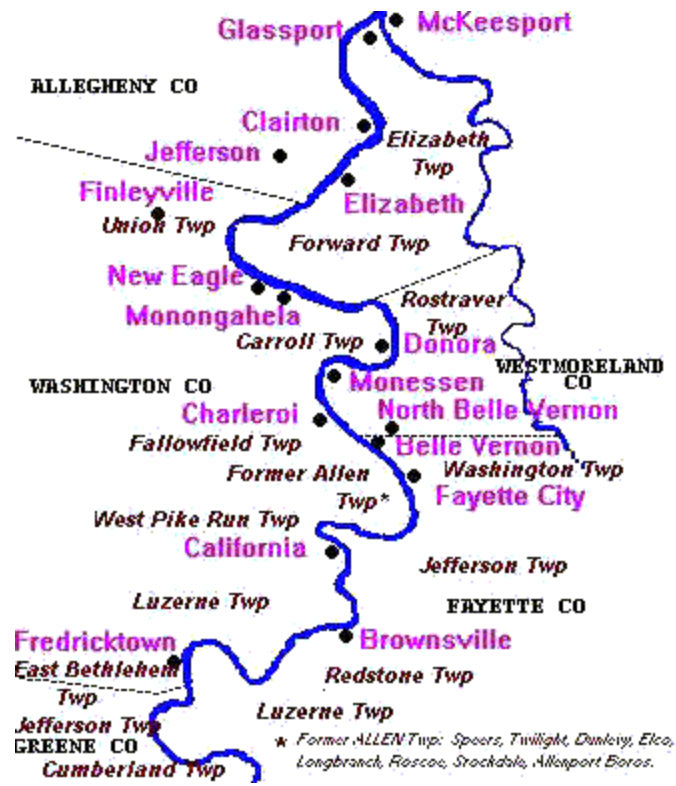 McKeesport
Glassport
ALLEGHENY CO
Clairton
Elizabeth
Twp
Jefferson
Finleyville
Elizabeth
Union Twp
Forward Twp
New Eagle
Rostraver
Twp
Monongahela
Carroll Twp
Donora
WESTMORELAND
CO
WASHINGTON CO
Monessen
Charleroi
North Belle Vernon
Fallowfield Twp
Belle Vernon
Former Allen
Twp*
Washington Twp
Fayette City
West Pike Run Twp
California
Jefferson Twp
Luzerne Twp
FAYETTE CO
Fredricktown
Brownsville
East Bethlehem
Twp
Redstone Twp
Jefferson Twp
Luzerne Twp
GREENE CO
Cumberland Twp
* Former ALLEN Twp: Speers, Twilight, Dunlevy, Elco,
Longbranch, Roscoe, Stockdale, Allenport Boros.